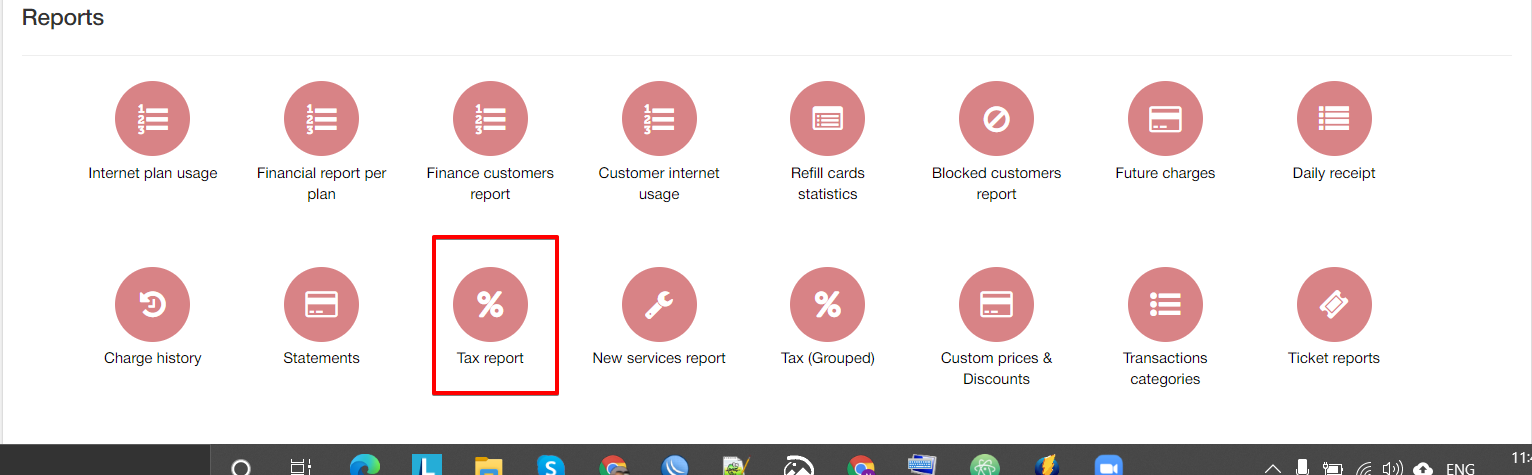 Reports
Internet plan usage
Financial report per
plan
Finance customers
report
Customer internet
usage
Refill cards
statistics
Blocked customers
report
Future charges
Daily receipt
Charge history
Statements
Tax report
New services report
Tax (Grouped)
Custom prices &
Discounts
Transactions
categories
Ticket reports
ENG